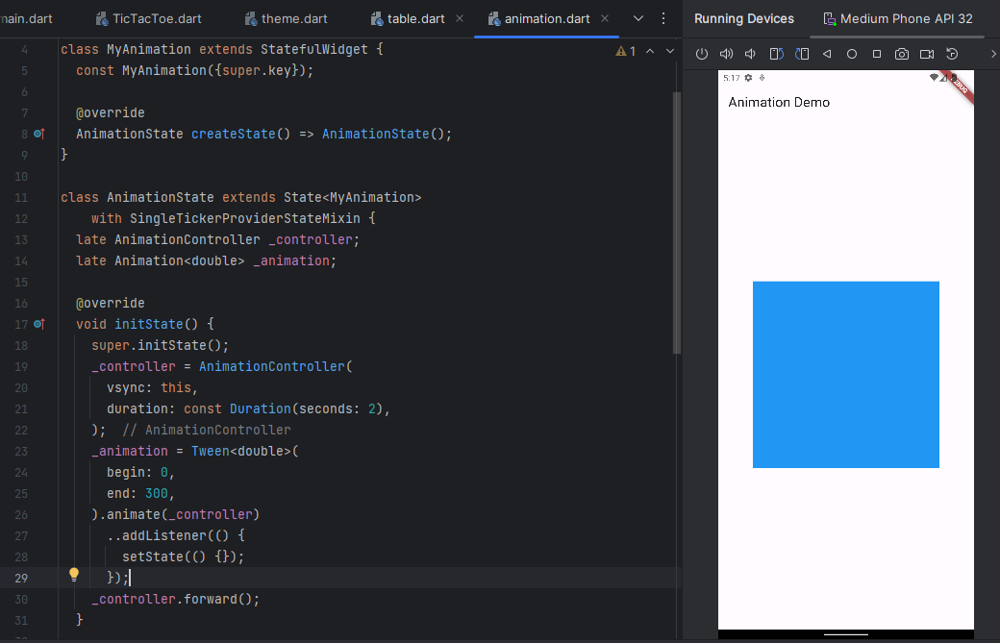 main.dart TicTacToe.dart theme.dart table.dart animation.dart Running Devices Medium Phone API 32
1
4 class MyAnimation extends StatefulWidget {
5 const MyAnimation({super.key});
6
7 @override
8 AnimationState createState() => AnimationState();
9 }
10
11 class AnimationState extends State<MyAnimation>
12 with SingleTickerProviderStateMixin {
13 late AnimationController _controller;
14 late Animation<double> _animation;
15
16 @override
17 void initState() {
18 super.initState();
19 _controller = AnimationController(
20 vsync: this,
21 duration: const Duration(seconds: 2),
22 ); // AnimationController
23 _animation = Tween<double>(
24 begin: 0,
25 end: 300,
26 ).animate(_controller)
27 ..addListener(() {
28 setState(() {});
29 });
30 _controller.forward();
31 }
5:17
DEBUG
Animation Demo